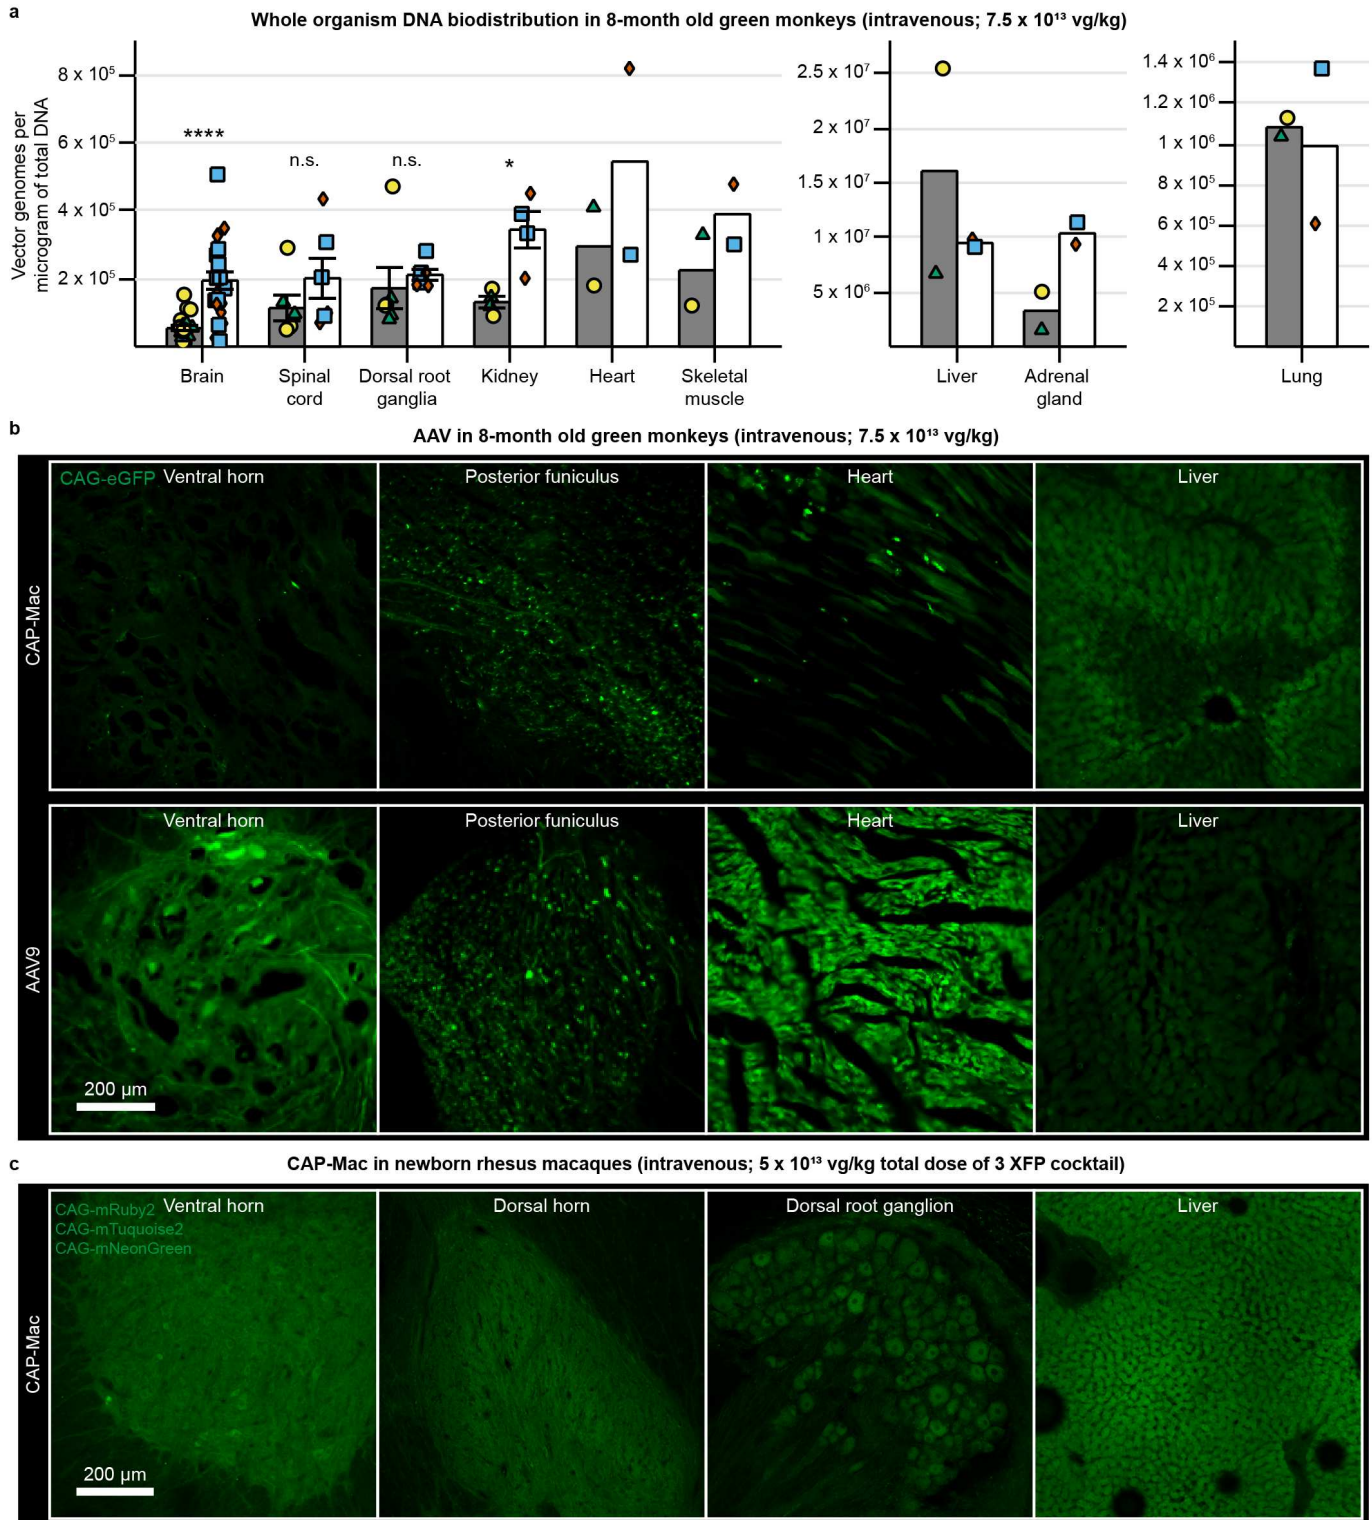 a
Whole organism DNA biodistribution in 8-month old green monkeys (intravenous; 7.5 x 10¹³ vg/kg)
Vector genomes per
microgram of total DNA
8 x 10⁵
6 x 10⁵
4 x 10⁵
2 x 10⁵
****
n.s.
n.s.
*
Brain
Spinal
cord
Dorsal root
ganglia
Kidney
Heart
Skeletal
muscle
2.5 x 10⁷
2 x 10⁷
1.5 x 10⁷
1 x 10⁷
5 x 10⁶
Liver
Adrenal
gland
1.4 x 10⁶
1.2 x 10⁶
1 x 10⁶
8 x 10⁵
6 x 10⁵
4 x 10⁵
2 x 10⁵
Lung
b
AAV in 8-month old green monkeys (intravenous; 7.5 x 10¹³ vg/kg)
CAP-Mac
CAG-eGFP
Ventral horn
Posterior funiculus
Heart
Liver
AAV9
Ventral horn
Posterior funiculus
Heart
Liver
200 µm
c
CAP-Mac in newborn rhesus macaques (intravenous; 5 x 10¹³ vg/kg total dose of 3 XFP cocktail)
CAP-Mac
CAG-mRuby2
CAG-mTuquoise2
CAG-mNeonGreen
Ventral horn
Dorsal horn
Dorsal root ganglion
Liver
200 µm